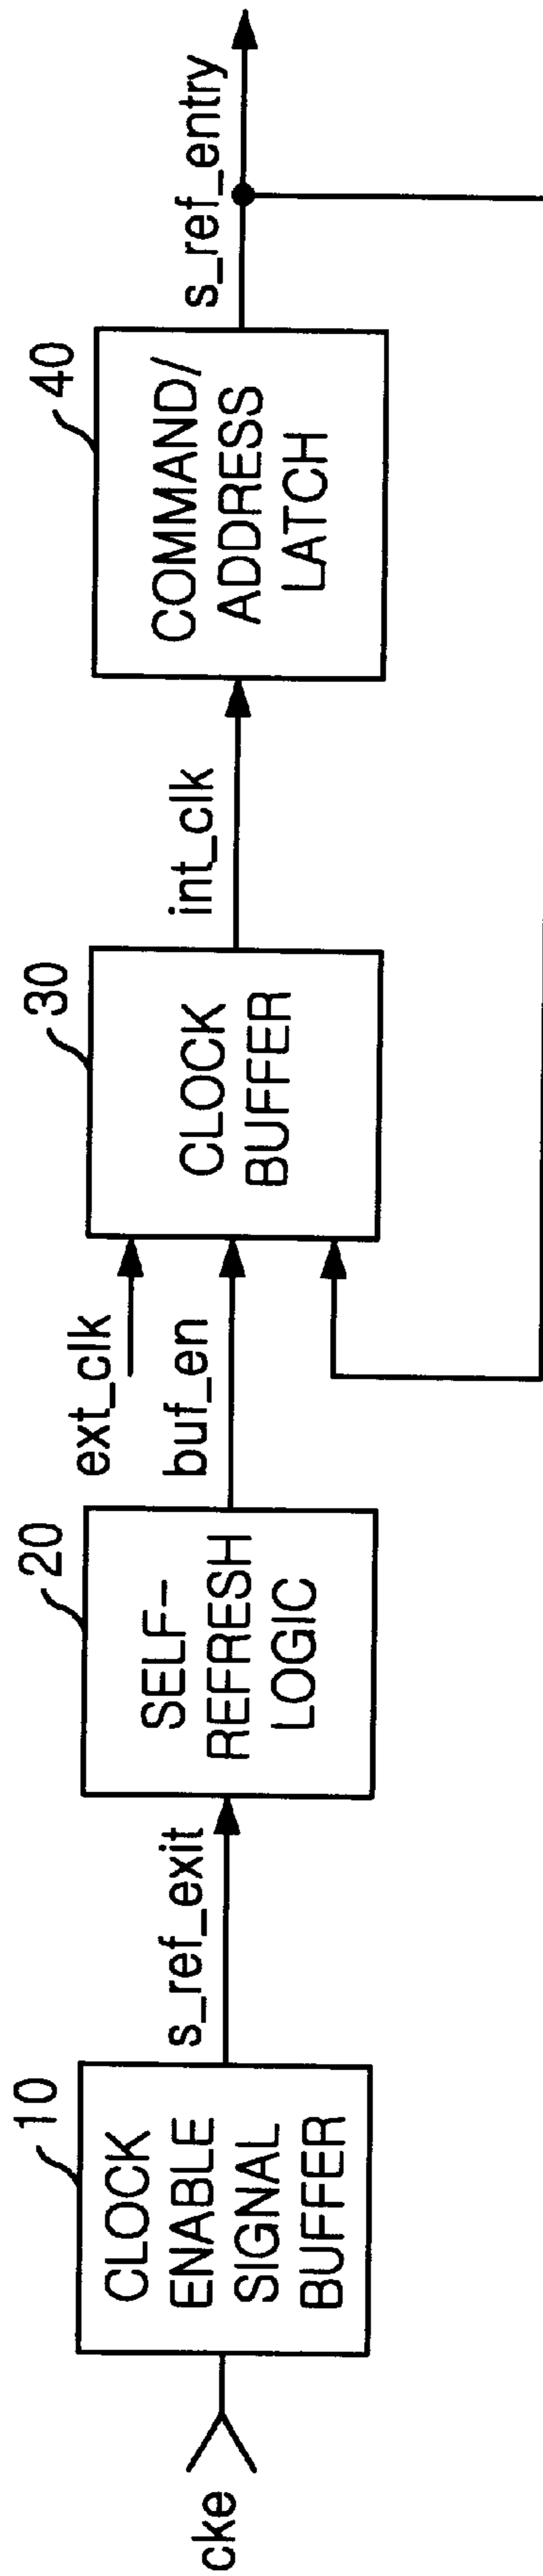 cke
10
CLOCK
ENABLE
SIGNAL
BUFFER
s_ref_exit
20
SELF-
REFRESH
LOGIC
ext_clk
buf_en
30
CLOCK
BUFFER
int_clk
40
COMMAND/
ADDRESS
LATCH
s_ref_entry